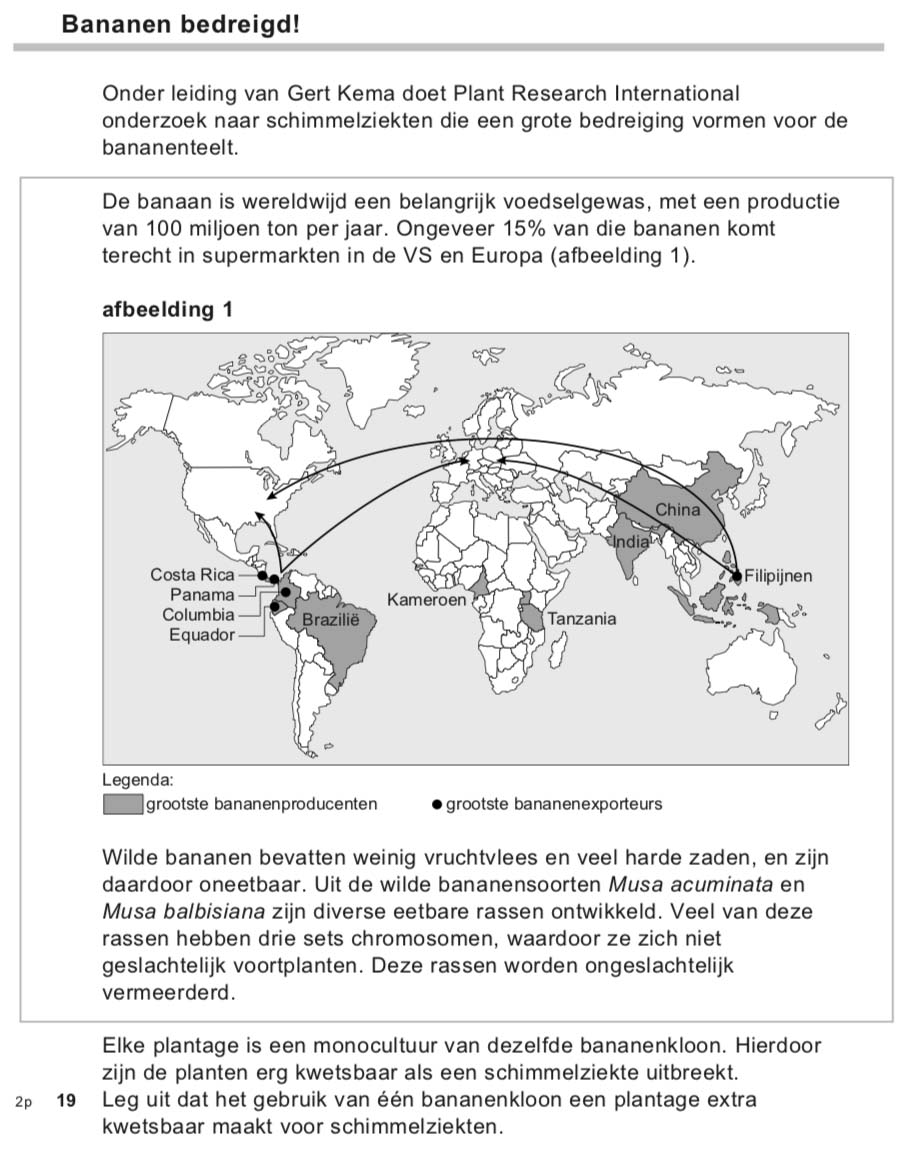 Bananen bedreigd!
Onder leiding van Gert Kema doet Plant Research International
onderzoek naar schimmelziekten die een grote bedreiging vormen voor de
bananenteelt.
De banaan is wereldwijd een belangrijk voedselgewas, met een productie
van 100 miljoen ton per jaar. Ongeveer 15% van die bananen komt
terecht in supermarkten in de VS en Europa (afbeelding 1).
afbeelding 1
China
India
Filipijnen
Costa Rica
Panama
Columbia
Equador
Brazilië
Kameroen
Tanzania
Legenda:
grootste bananenproducenten
grootste bananenexporteurs
Wilde bananen bevatten weinig vruchtvlees en veel harde zaden, en zijn
daardoor oneetbaar. Uit de wilde bananensoorten Musa acuminata en
Musa balbisiana zijn diverse eetbare rassen ontwikkeld. Veel van deze
rassen hebben drie sets chromosomen, waardoor ze zich niet
geslachtelijk voortplanten. Deze rassen worden ongeslachtelijk
vermeerderd.
Elke plantage is een monocultuur van dezelfde bananenkloon. Hierdoor
zijn de planten erg kwetsbaar als een schimmelziekte uitbreekt.
2p 19 Leg uit dat het gebruik van één bananenkloon een plantage extra
kwetsbaar maakt voor schimmelziekten.